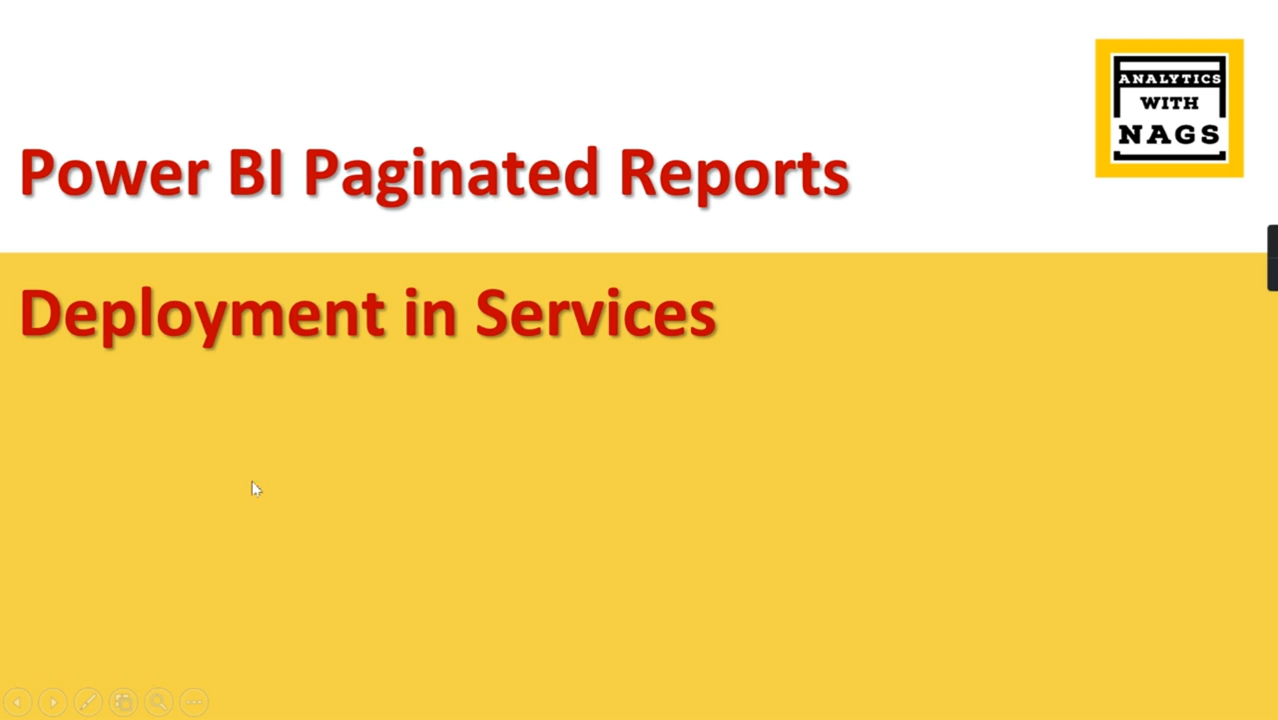 ANALYTICS
WITH
NAGS
Power BI Paginated Reports
Deployment in Services